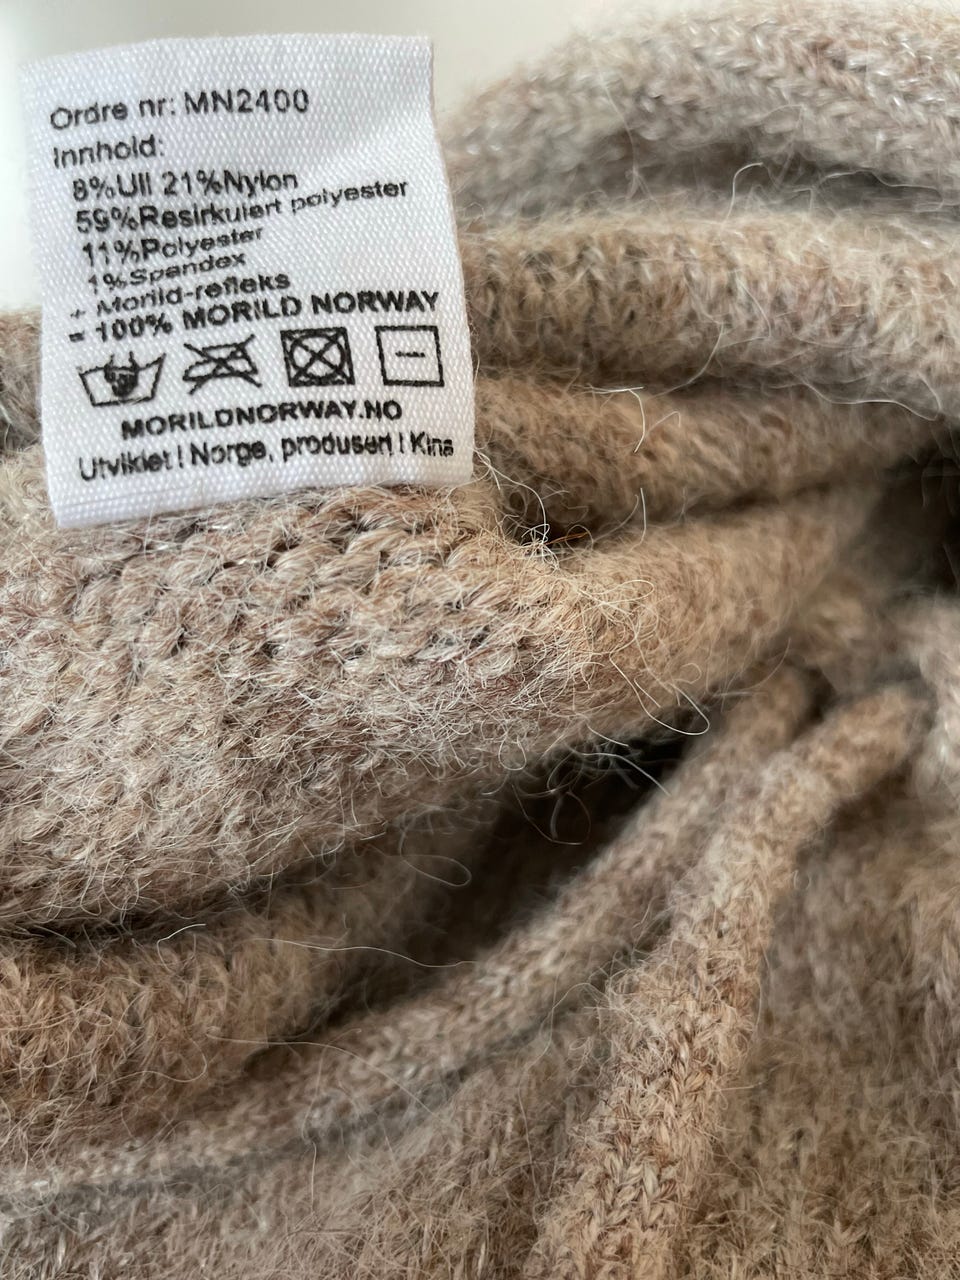 Ordre nr: MN2400
Innhold:
8%Ull 21%Nylon
59%Resirkulert polyester
11%Polyester
1%Spandex
+ Morild-refleks
= 100% MORILD NORWAY
MORILDNORWAY.NO
Utviklet i Norge, produsert i Kina